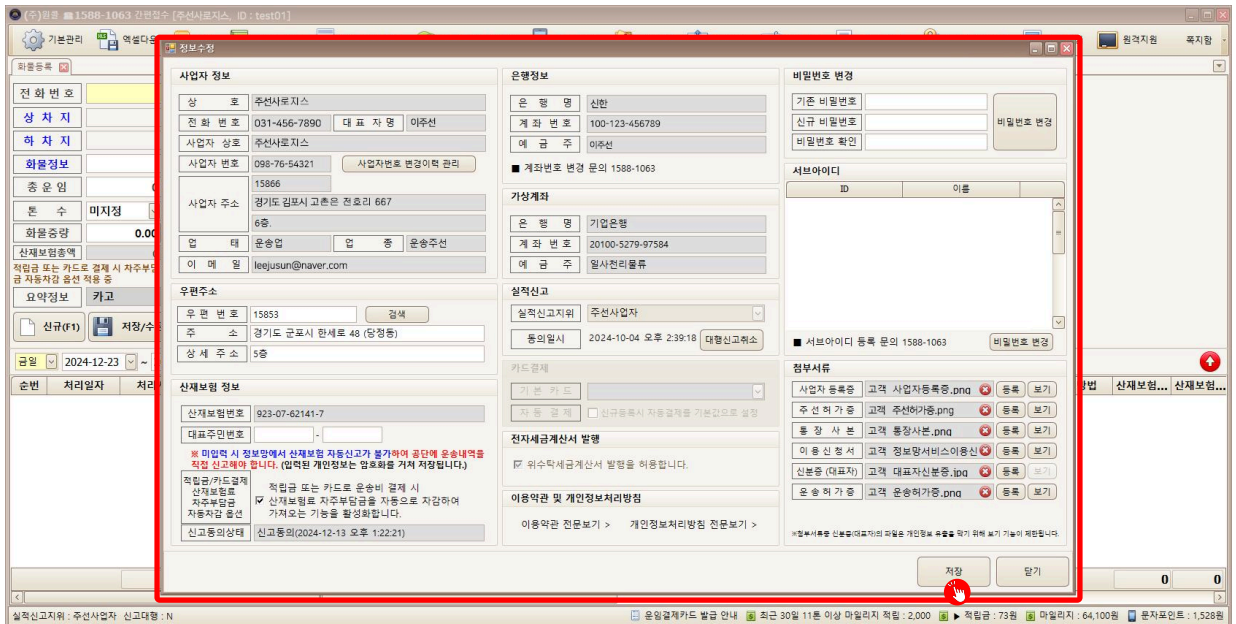 (주)원콜 ☎1588-1063 간편접수 [주선사로지스, ID : test01]
기본관리 엑셀다운 원격지원 쪽지함
화물등록
전 화 번 호
상 차 지
하 차 지
화물정보
총 운 임
톤 수 미지정
화물중량 0.00
산재보험총액
적립금 또는 카드로 결제 시 차주부담
금 자동차감 옵션 적용 중
요약정보 카고
신규(F1) 저장/수
금일 2024-12-23 ~
순번 처리일자 처리
산재보험... 산재보험...
0 0
정보수정
사업자 정보
상 호 주선사로지스
전 화 번 호 031-456-7890 대 표 자 명 이주선
사업자 상호 주선사로지스
사업자 번호 098-76-54321 사업자번호 변경이력 관리
사업자 주소 15866
경기도 김포시 고촌은 전호리 667
6층.
업 태 운송업 업 종 운송주선
이 메 일 leejusun@naver.com
우편주소
우 편 번 호 15853 검색
주 소 경기도 군포시 한세로 48 (당정동)
상 세 주 소 5층
산재보험 정보
산재보험번호 923-07-62141-7
대표주민번호 -
※ 미입력 시 정보망에서 산재보험 자동신고가 불가하여 공단에 운송내역을
직접 신고해야 합니다. (입력된 개인정보는 암호화를 거쳐 저장됩니다.)
적립금/카드결제
산재보험료
자주부담금
자동차감 옵션
적립금 또는 카드로 운송비 결제 시
산재보험료 차주부담금을 자동으로 차감하여
가져오는 기능을 활성화합니다.
신고동의상태 신고동의(2024-12-13 오후 1:22:21)
은행정보
은 행 명 신한
계 좌 번 호 100-123-456789
예 금 주 이주선
■ 계좌번호 변경 문의 1588-1063
가상계좌
은 행 명 기업은행
계 좌 번 호 20100-5279-97584
예 금 주 일사천리물류
실적신고
실적신고지위 주선사업자
동의일시 2024-10-04 오후 2:39:18 대행신고취소
카드결제
기 본 카 드
자 동 결 제 신규등록시 자동결제를 기본값으로 설정
전자세금계산서 발행
위수탁세금계산서 발행을 허용합니다.
이용약관 및 개인정보처리방침
이용약관 전문보기 > 개인정보처리방침 전문보기 >
비밀번호 변경
기존 비밀번호
신규 비밀번호
비밀번호 확인
비밀번호 변경
서브아이디
ID 이름
■ 서브아이디 등록 문의 1588-1063 비밀번호 변경
첨부서류
사업자 등록증 고객 사업자등록증.png 등록 보기
주 선 허 가 증 고객 주선허가증.png 등록 보기
통 장 사 본 고객 통장사본.png 등록 보기
이 용 신 청 서 고객 정보망서비스이용신 등록 보기
신분증 (대표자) 고객 대표자신분증.jpg 등록 보기
운 송 허 가 증 고객 운송허가증.png 등록 보기
※첨부서류중 신분증(대표자)의 파일은 개인정보 유출을 막기 위해 보기 기능이 제한됩니다.
저장 닫기
실적신고지위 : 주선사업자 신고대행 : N
운임결제카드 발급 안내 최근 30일 11톤 이상 마일리지 적립 : 2,000 ▶ 적립금 : 73원 마일리지 : 64,100원 문자포인트 : 1,528원